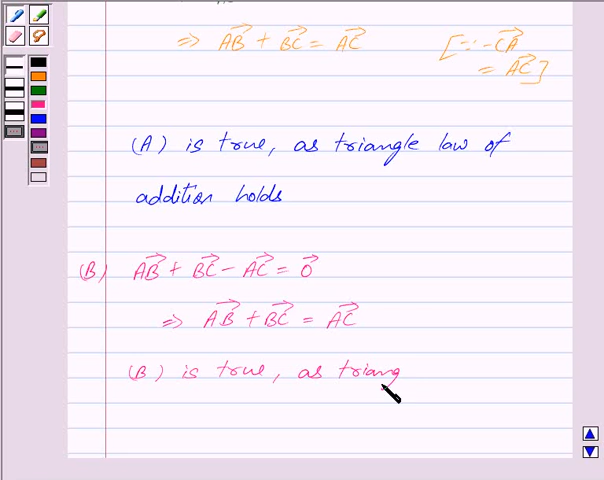 ⇒ AB→ + BC→ = AC→ [∵ -CA→
= AC→]
(A) is true, as triangle law of
addition holds
(B) AB→ + BC→ - AC→ = 0→
⇒ AB→ + BC→ = AC→
(B) is true, as triang